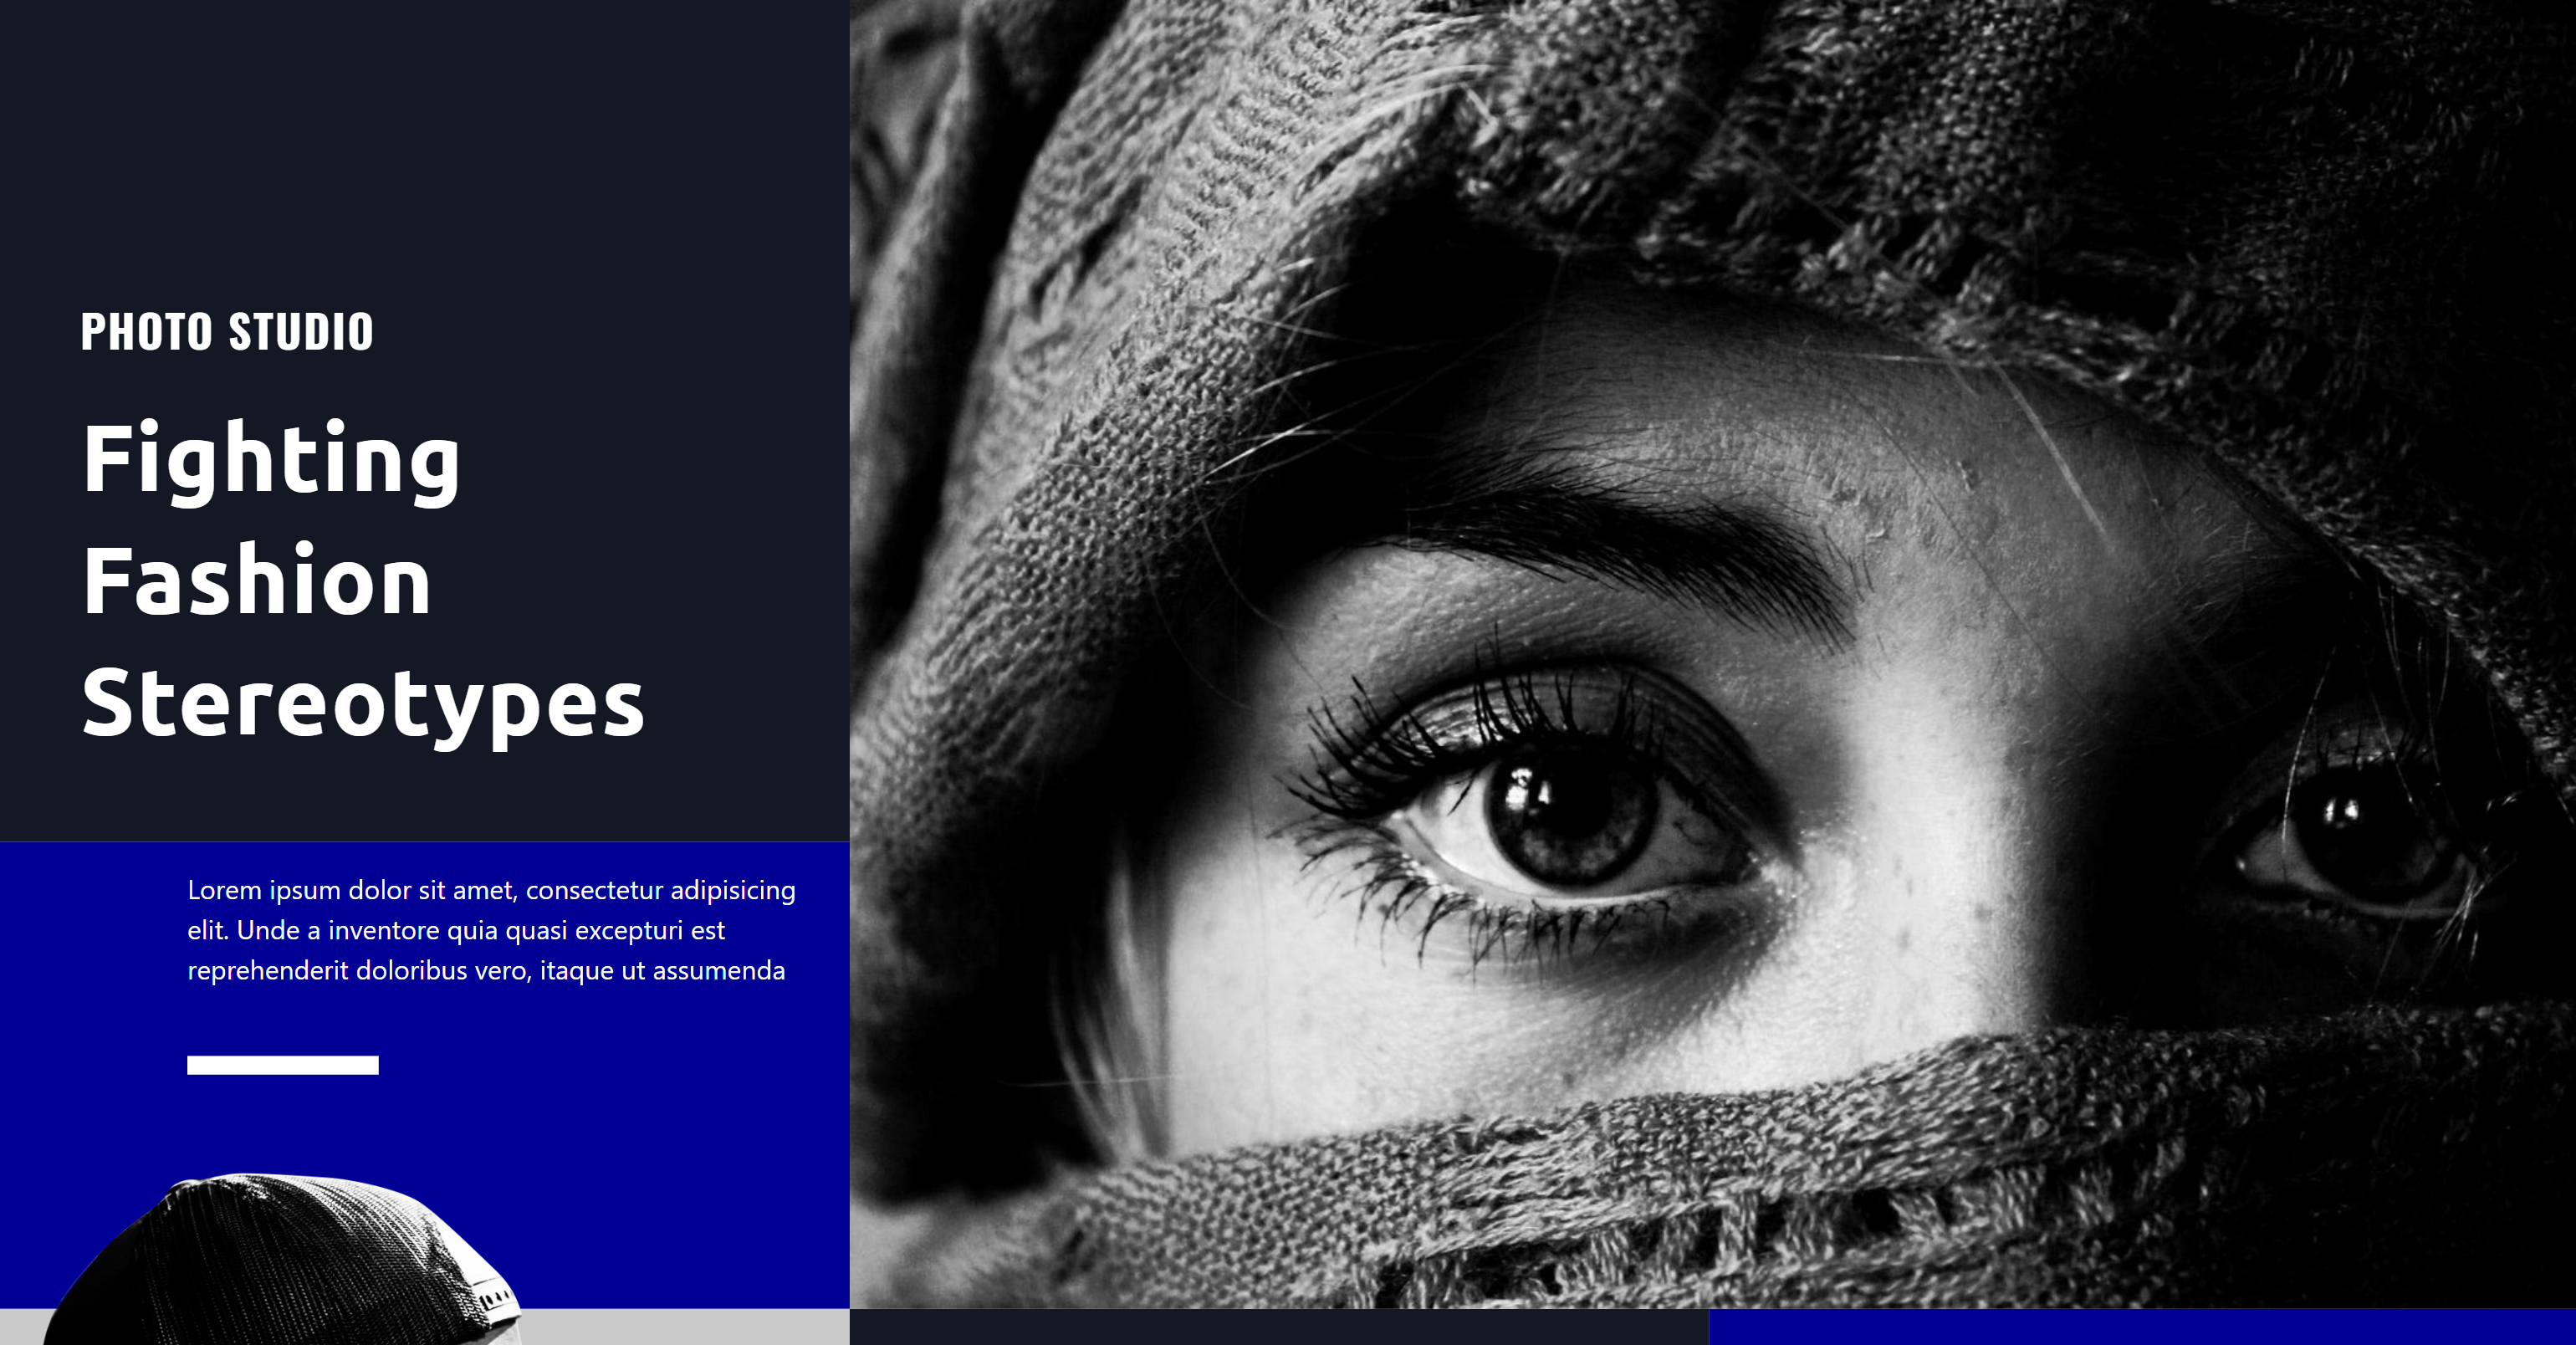 PHOTO STUDIO
Fighting
Fashion
Stereotypes
Lorem ipsum dolor sit amet, consectetur adipisicing
elit. Unde a inventore quia quasi excepturi est
reprehenderit doloribus vero, itaque ut assumenda